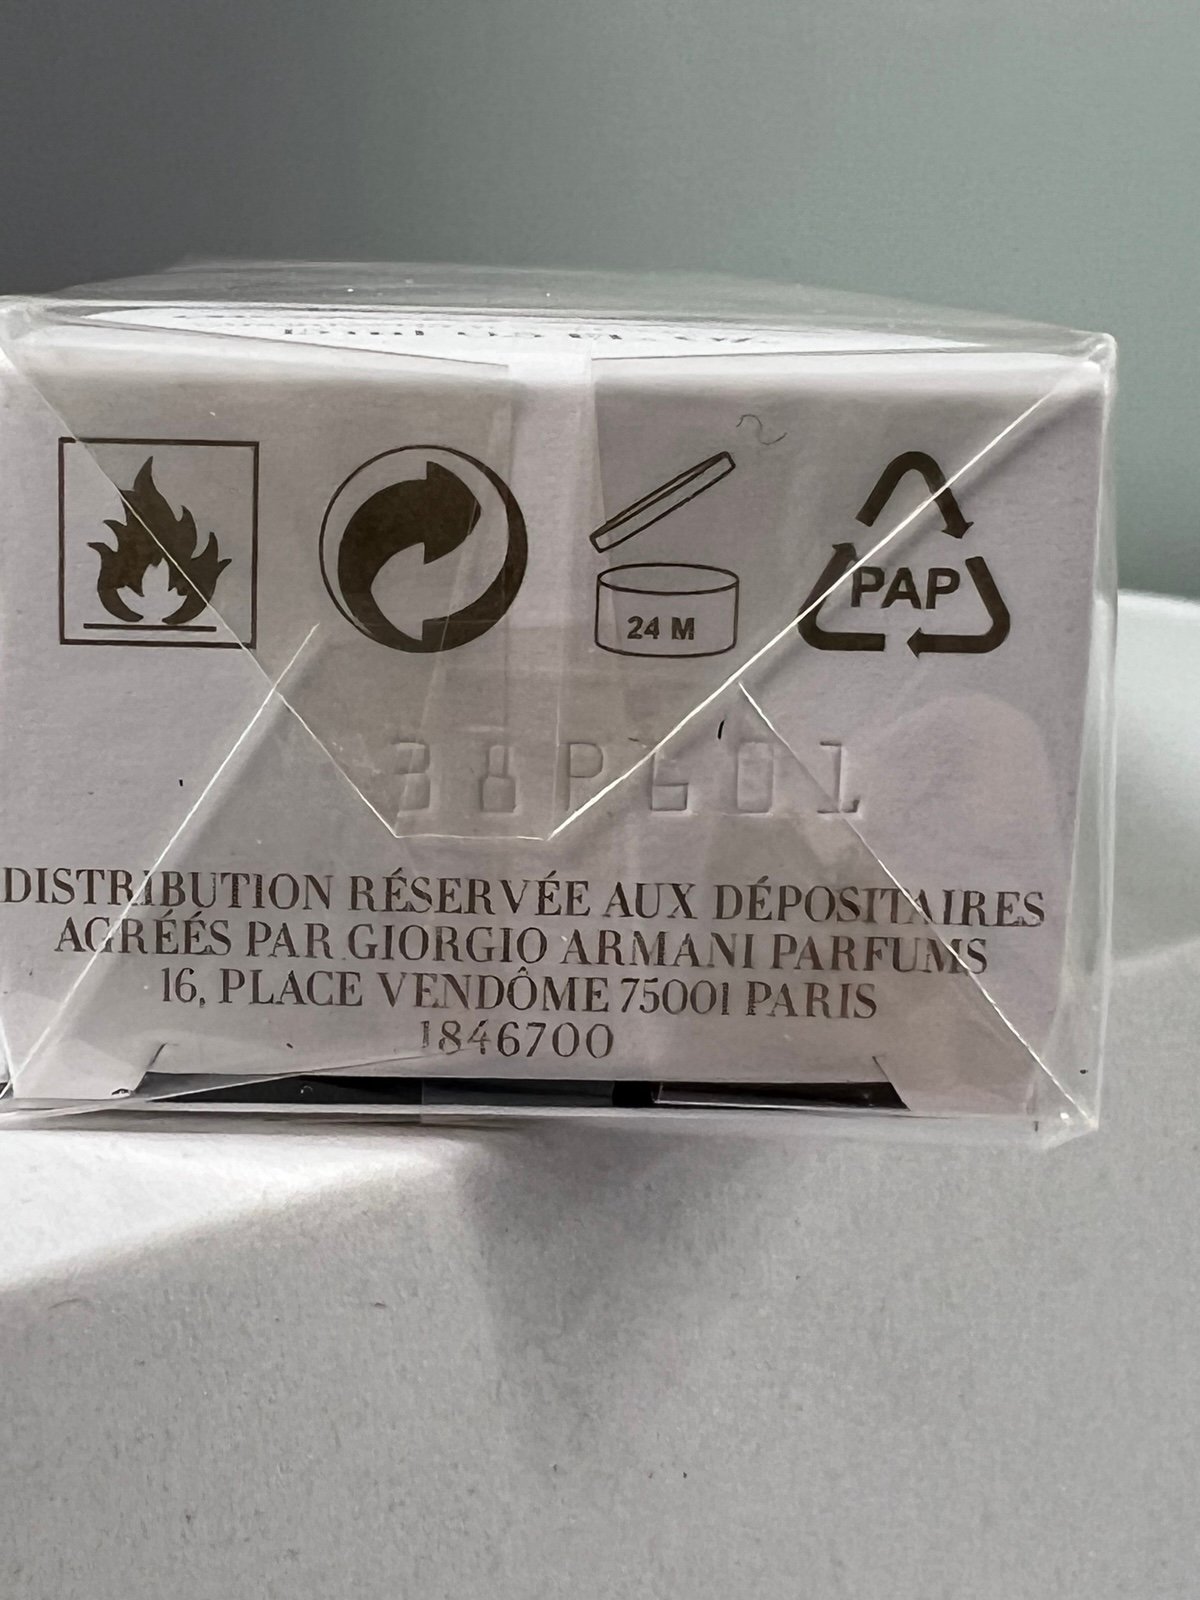 24 M
PAP
38P601
DISTRIBUTION RÉSERVÉE AUX DÉPOSITAIRES
AGRÉÉS PAR GIORGIO ARMANI PARFUMS
16, PLACE VENDÔME 75001 PARIS
1846700